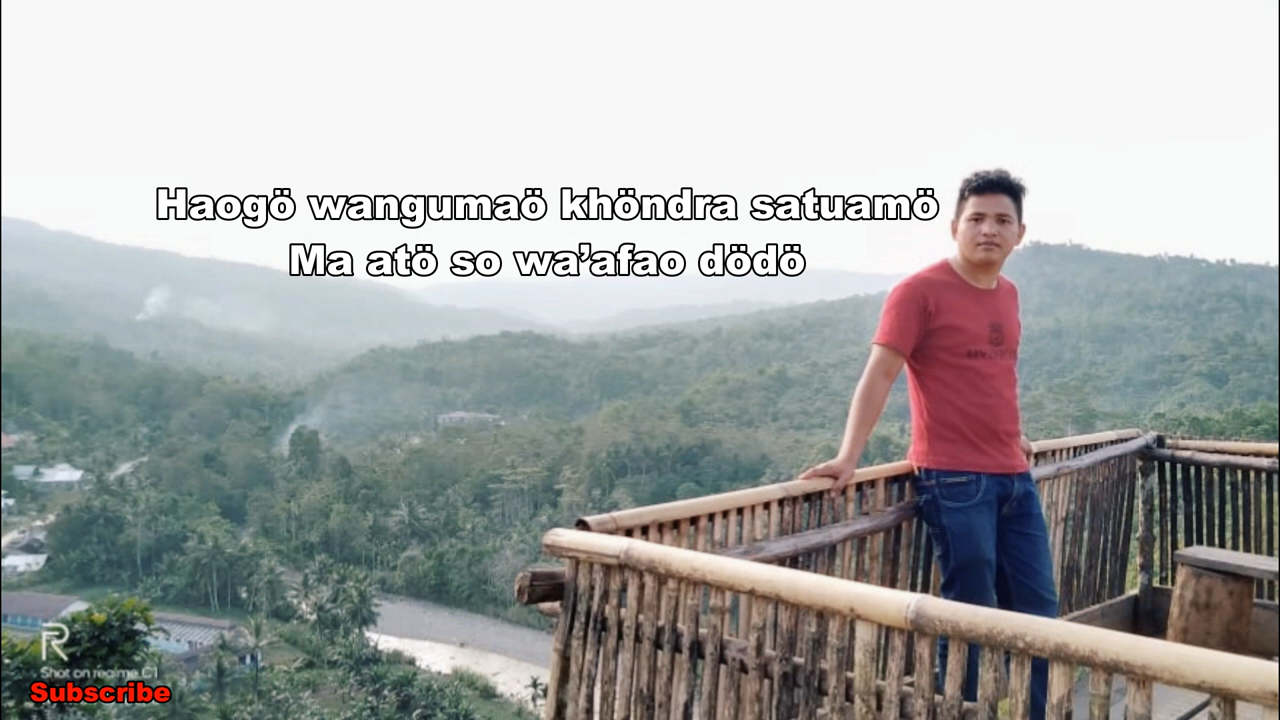 Haogö wangumaö khöndra satuamö
Ma atö so wa’afao dödö
R
Shot on realme C1
Subscribe